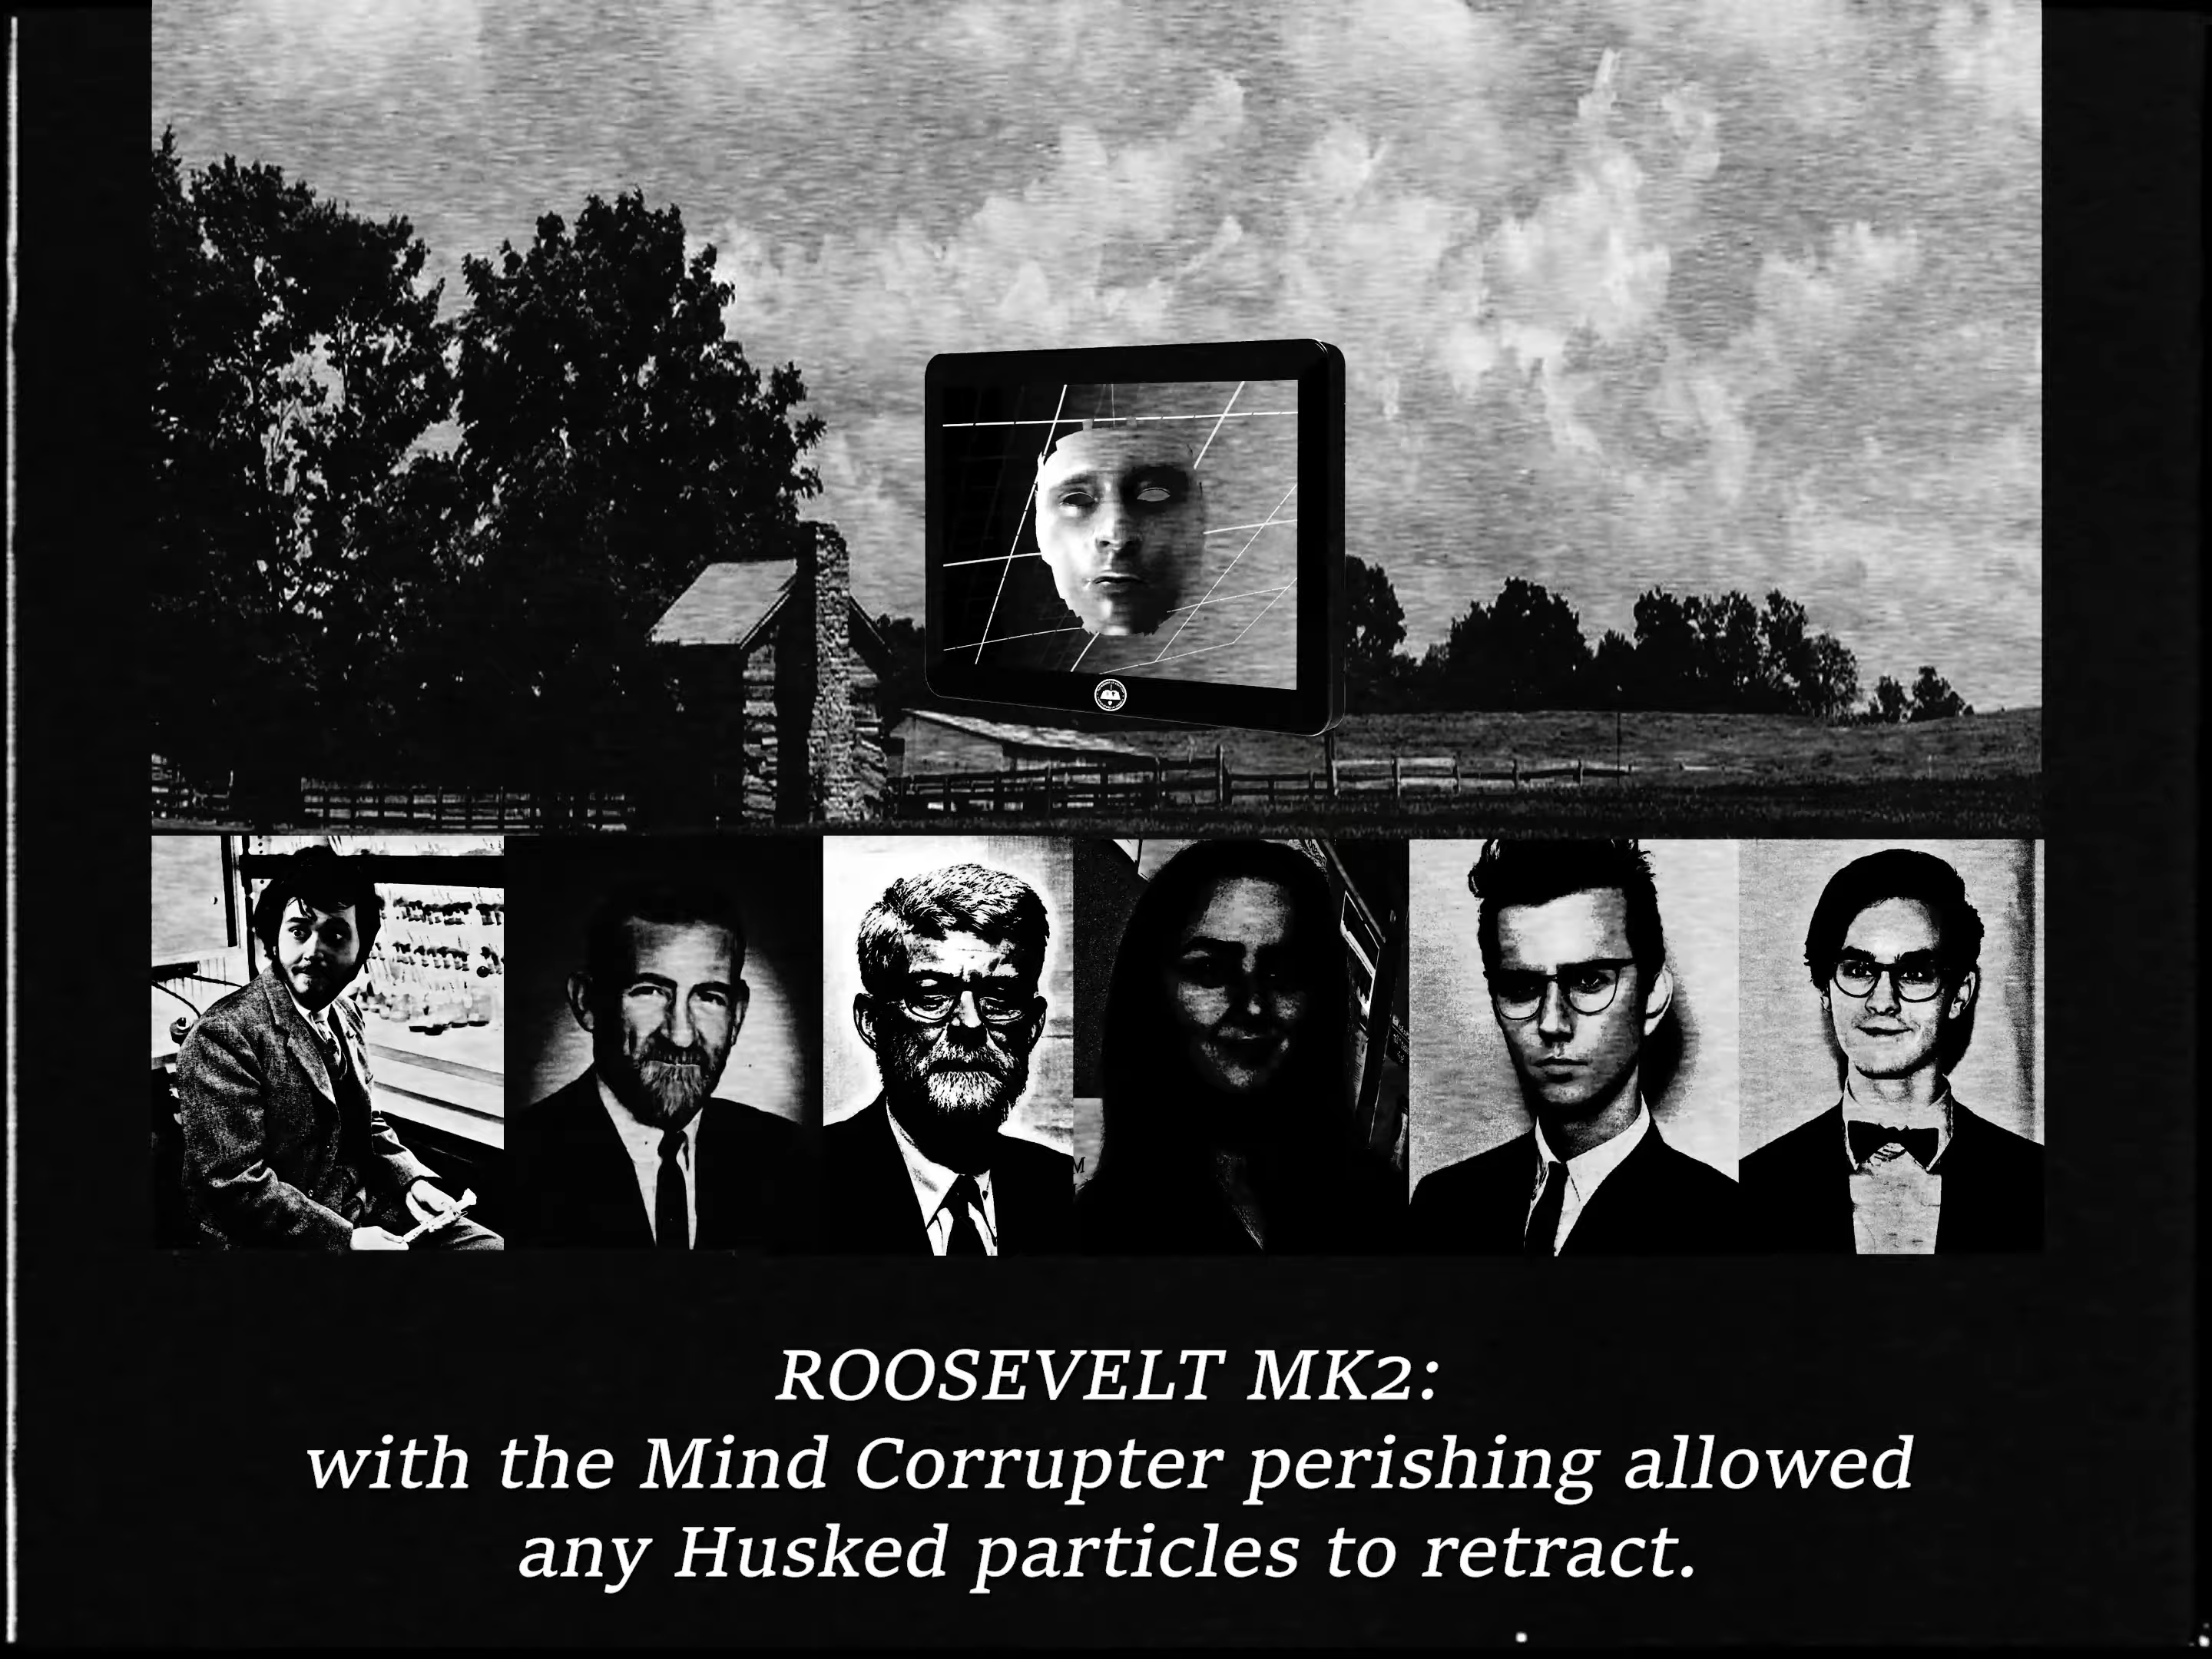 ROOSEVELT MK2:
with the Mind Corrupter perishing allowed
any Husked particles to retract.